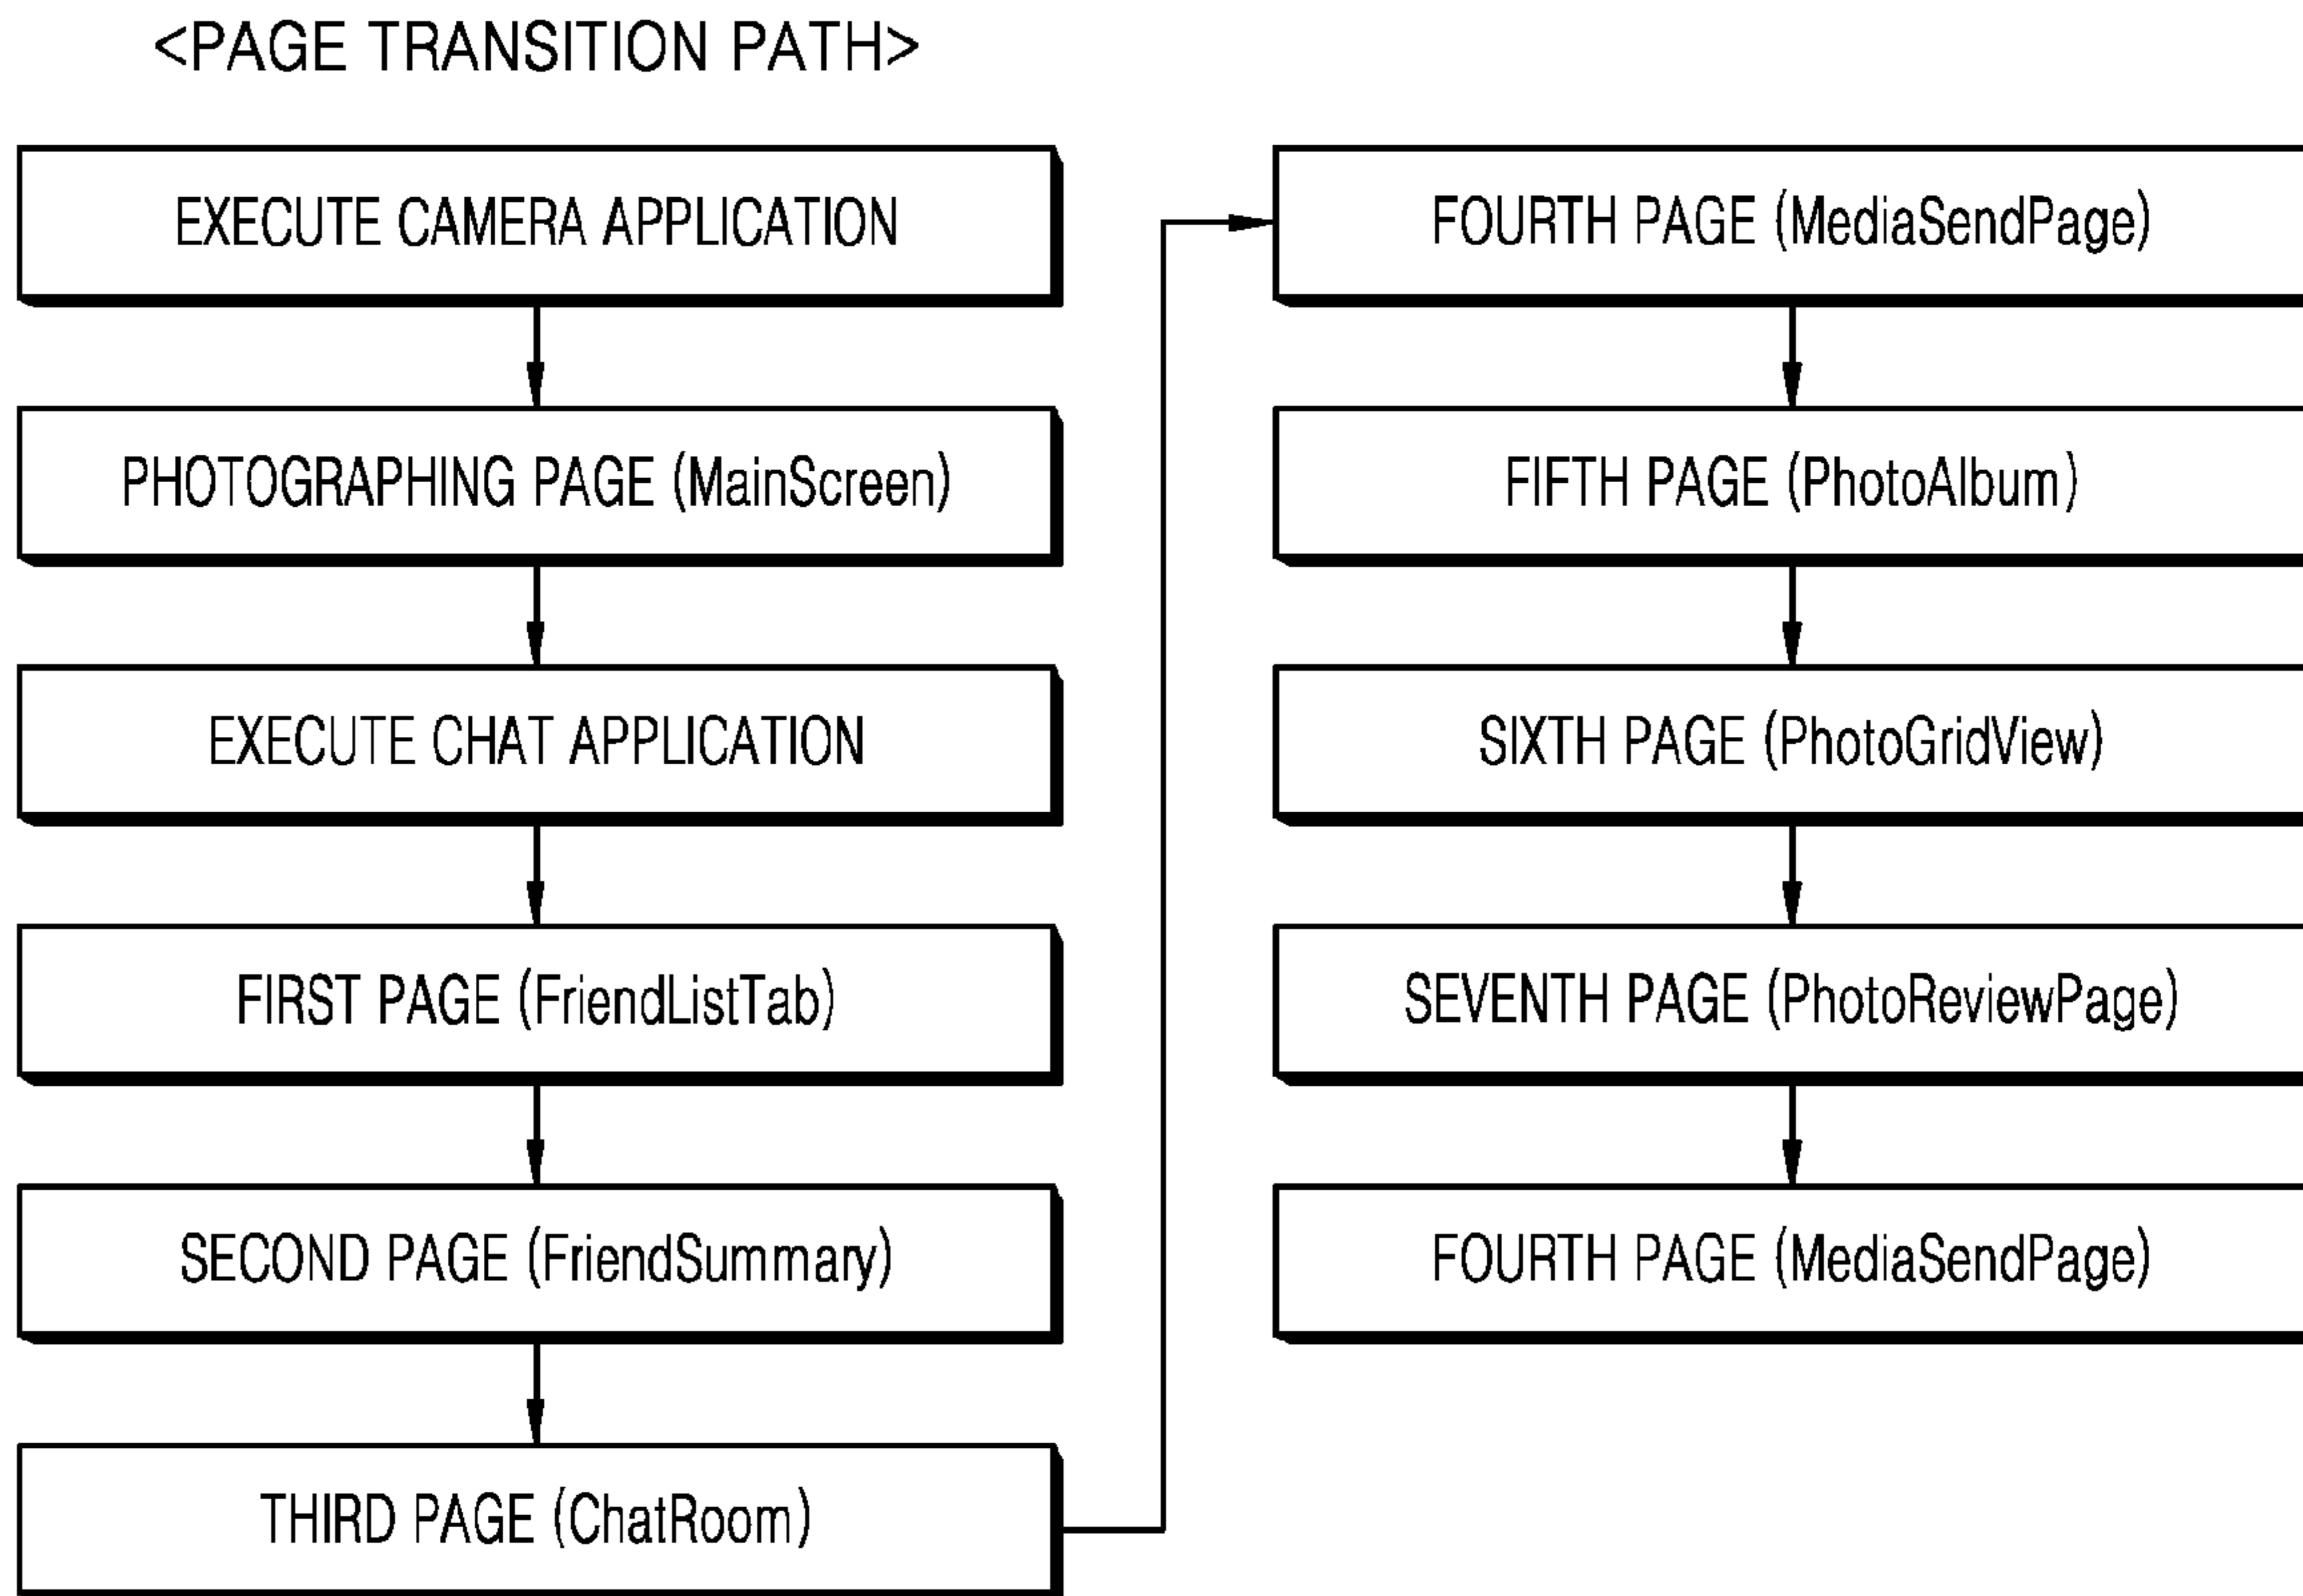 <PAGE TRANSITION PATH>
EXECUTE CAMERA APPLICATION
PHOTOGRAPHING PAGE (MainScreen)
EXECUTE CHAT APPLICATION
FIRST PAGE (FriendListTab)
SECOND PAGE (FriendSummary)
THIRD PAGE (ChatRoom)
FOURTH PAGE (MediaSendPage)
FIFTH PAGE (PhotoAlbum)
SIXTH PAGE (PhotoGridView)
SEVENTH PAGE (PhotoReviewPage)
FOURTH PAGE (MediaSendPage)